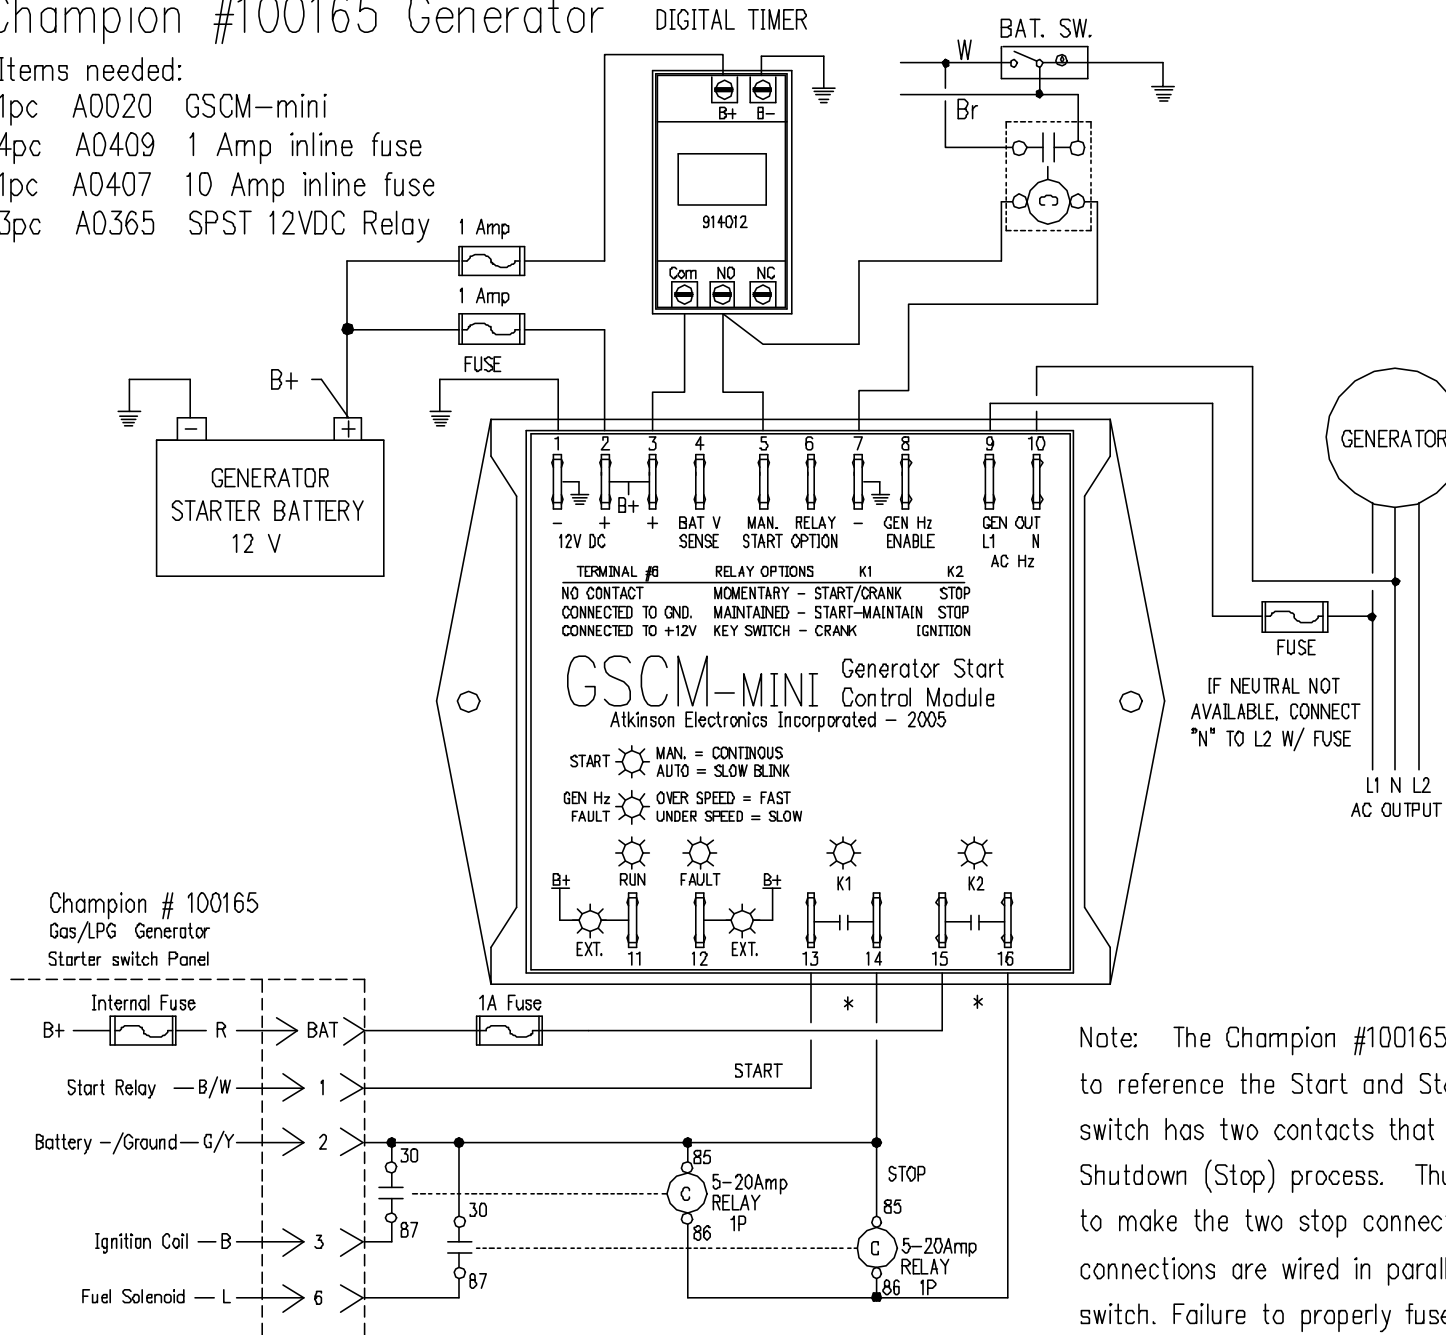 Champion #100165 Generator
Items needed:
1pc A0020 GSCM-mini
4pc A0409 1 Amp inline fuse
1pc A0407 10 Amp inline fuse
3pc A0365 SPST 12VDC Relay
DIGITAL TIMER
B+ B-
914012
Com NO NC
BAT. SW.
W
Br
1 Amp
1 Amp
FUSE
B+
- +
GENERATOR
STARTER BATTERY
12 V
GENERATOR
1 2 3 4 5 6 7 8 9 10
B+
- + + BAT V MAN. RELAY - GEN Hz GEN OUT
12V DC SENSE START OPTION ENABLE L1 N
AC Hz
TERMINAL #6 RELAY OPTIONS K1 K2
NO CONTACT MOMENTARY - START/CRANK STOP
CONNECTED TO GND. MAINTAINED - START-MAINTAIN STOP
CONNECTED TO +12V KEY SWITCH - CRANK IGNITION
GSCM-MINI Generator Start
Control Module
Atkinson Electronics Incorporated - 2005
START MAN. = CONTINOUS
AUTO = SLOW BLINK
GEN Hz OVER SPEED = FAST
FAULT UNDER SPEED = SLOW
B+ RUN FAULT B+ K1 K2
EXT. EXT.
11 12 13 14 15 16
* *
FUSE
IF NEUTRAL NOT
AVAILABLE, CONNECT
"N" TO L2 W/ FUSE
L1 N L2
AC OUTPUT
Champion # 100165
Gas/LPG Generator
Starter switch Panel
Internal Fuse
B+ R BAT
1A Fuse
Start Relay B/W 1
START
Battery -/Ground G/Y 2
30
87
30
87
85
C
86
5-20Amp
RELAY
1P
STOP
85
C
86
5-20Amp
RELAY
1P
Ignition Coil B 3
Fuel Solenoid L 6
Note: The Champion #100165
to reference the Start and
switch has two contacts that
Shutdown (Stop) process.
to make the two stop
connections are wired in
switch. Failure to properly